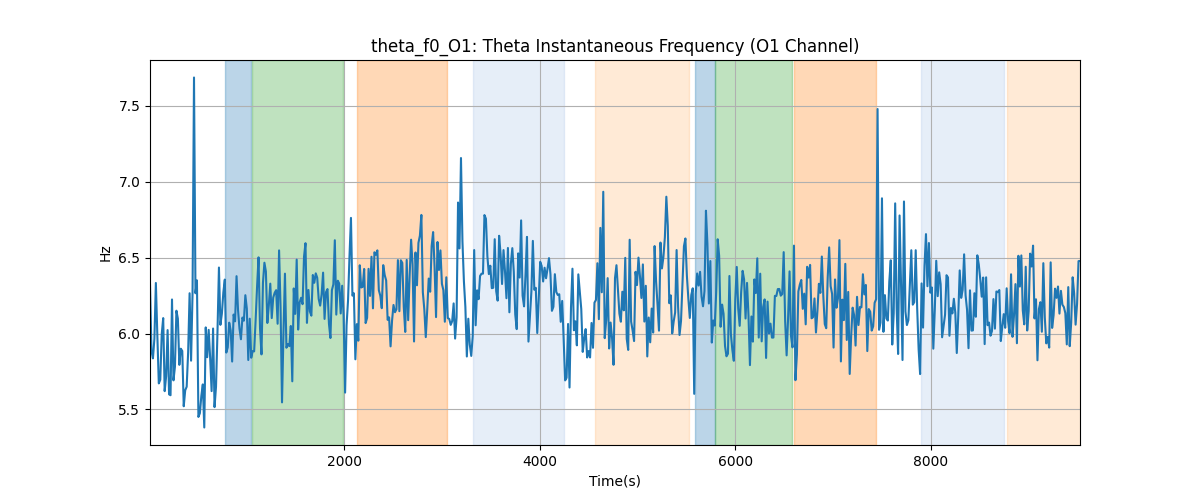 theta_f0_O1: Theta Instantaneous Frequency (O1 Channel)
7.5
7.0
6.5
6.0
5.5
Hz
2000 4000 6000 8000
Time(s)